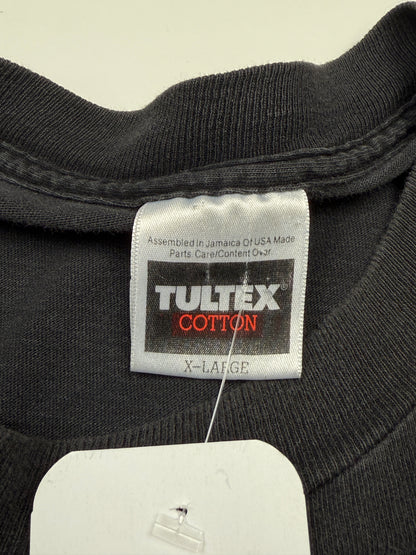 Assembled in Jamaica Of USA Made
Parts. Care/Content Over
TULTEX®
COTTON
X-LARGE